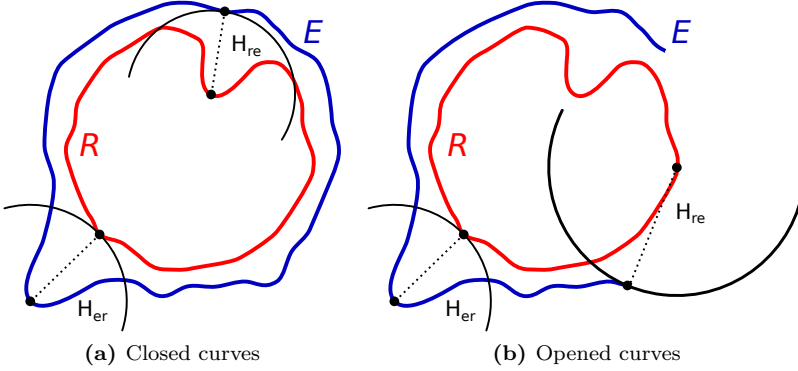 E
H_re
R
H_er
(a) Closed curves
E
R
H_re
H_er
(b) Opened curves